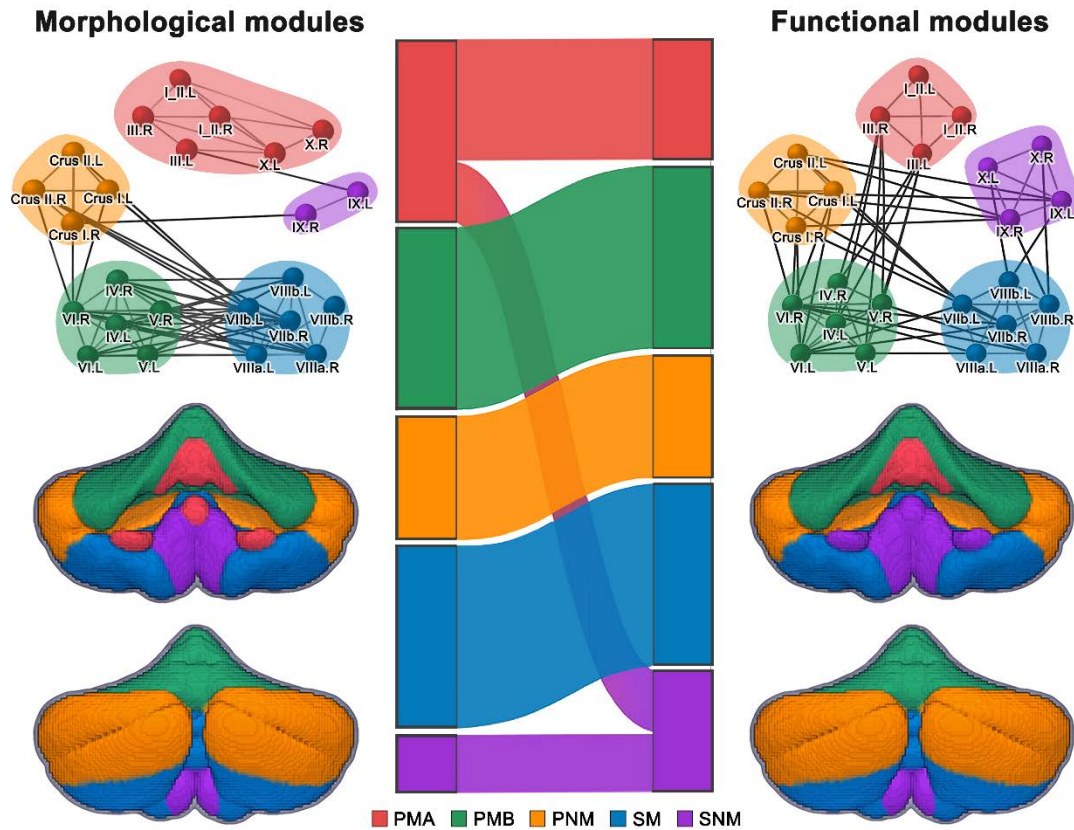 Morphological modules
Functional modules
I_II.L
III.R
I_II.R
X.R
III.L
X.L
Crus II.L
Crus II.R
Crus I.L
Crus I.R
IX.L
IX.R
IV.R
VI.R
V.R
IV.L
VI.L
V.L
VIIIb.L
VIIb.L
VIIIb.R
VIIb.R
VIIIa.L
VIIIa.R
I_II.L
III.R
I_II.R
III.L
Crus II.L
Crus II.R
Crus I.L
Crus I.R
X.R
X.L
IX.L
IX.R
IV.R
VI.R
V.R
IV.L
VI.L
V.L
VIIIb.L
VIIb.L
VIIIb.R
VIIb.R
VIIIa.L
VIIIa.R
PMA PMB PNM SM SNM